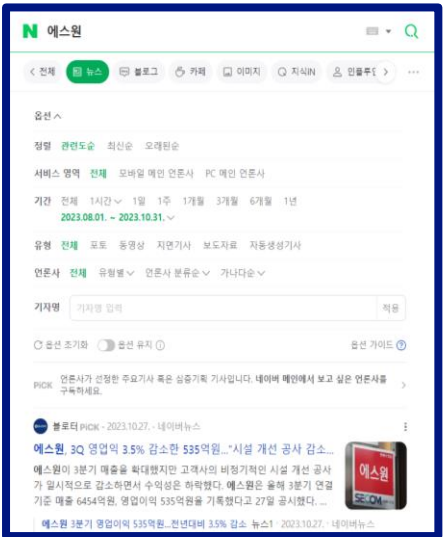 N 에스원
전체 뉴스 블로그 카페 이미지 지식iN 인플루언
옵션
정렬 관련도순 최신순 오래된순
서비스 영역 전체 모바일 메인 언론사 PC 메인 언론사
기간 전체 1시간 1일 1주 1개월 3개월 6개월 1년
2023.08.01. ~ 2023.10.31.
유형 전체 포토 동영상 지면기사 보도자료 자동생성기사
언론사 전체 유형별 언론사 분류순 가나다순
기자명 기자명 입력 적용
옵션 초기화 옵션 유지 옵션 가이드
PiCK 언론사가 선정한 주요기사 혹은 심층기획 기사입니다. 네이버 메인에서 보고 싶은 언론사를
구독하세요.
블로터 PiCK · 2023.10.27. · 네이버뉴스
에스원, 3Q 영업익 3.5% 감소한 535억원..."시설 개선 공사 감소...
에스원이 3분기 매출을 확대했지만 고객사의 비정기적인 시설 개선 공사
가 일시적으로 감소하면서 수익성은 하락했다. 에스원은 올해 3분기 연결
기준 매출 6454억원, 영업이익 535억원을 기록했다고 27일 공시했다. ...
에스원
SECOM
에스원 3분기 영업이익 535억원...전년대비 3.5% 감소 뉴스1 · 2023.10.27. · 네이버뉴스